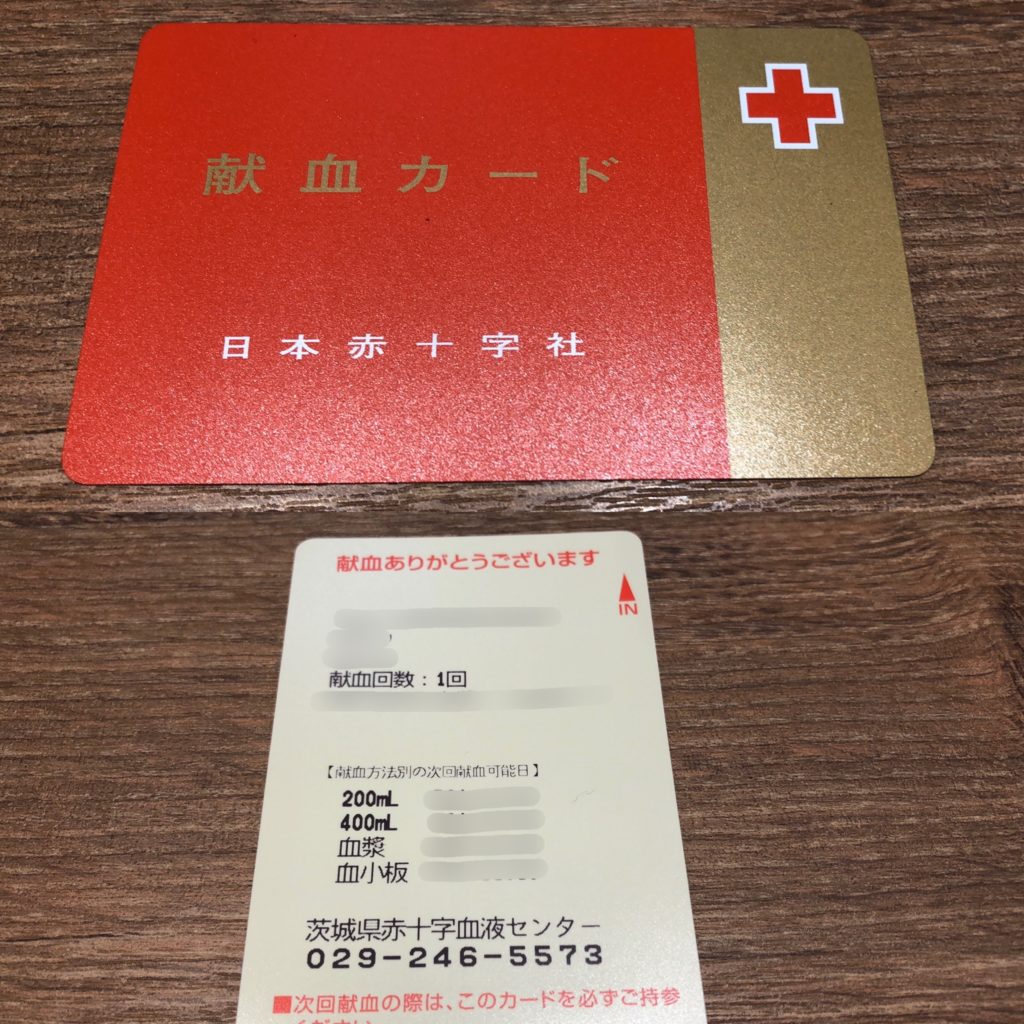 献血カード
日本赤十字社
献血ありがとうございます
IN
献血回数：1回
【献血方法別の次回献血可能日】
200mL
400mL
血漿
血小板
茨城県赤十字血液センター
029-246-5573
■次回献血の際は、このカードを必ずご持参
ください